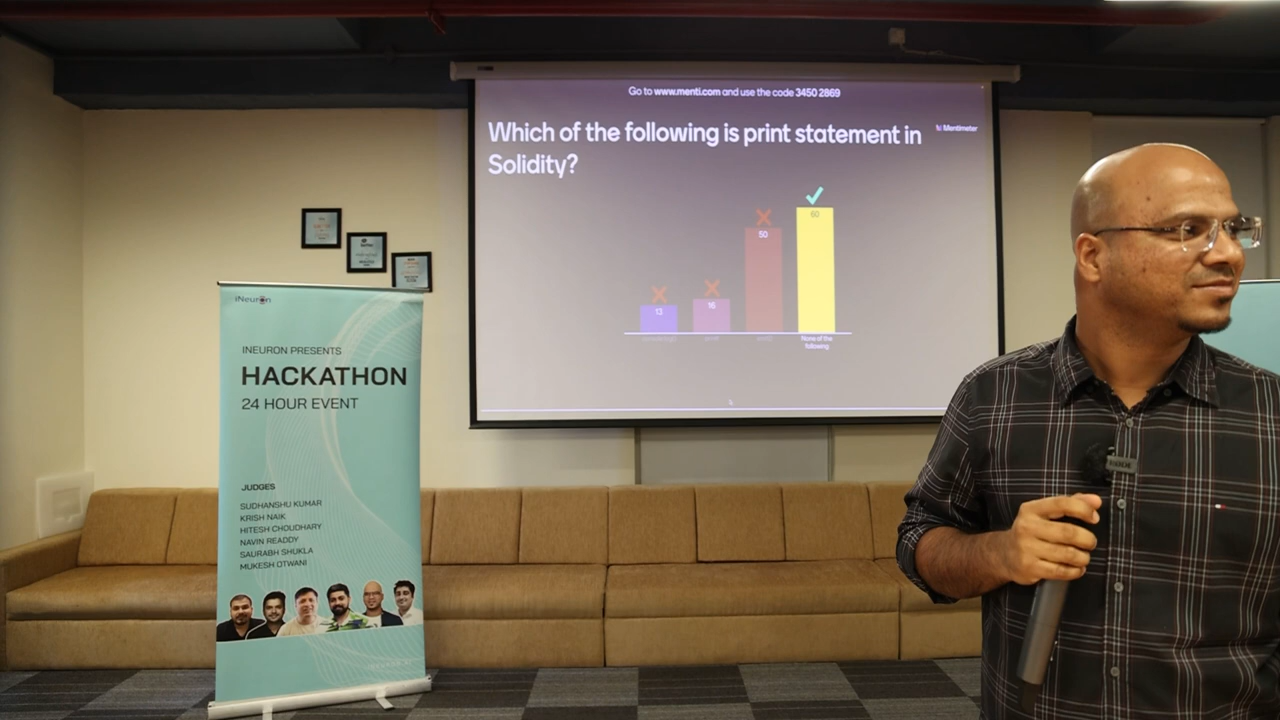 Go to www.menti.com and use the code 3450 2869
Which of the following is print statement in
Solidity?
Mentimeter
13
16
50
60
None of the
following
iNeuron
INEURON PRESENTS
HACKATHON
24 HOUR EVENT
JUDGES
SUDHANSHU KUMAR
KRISH NAIK
HITESH CHOUDHARY
NAVIN READDY
SAURABH SHUKLA
MUKESH OTWANI
RODE